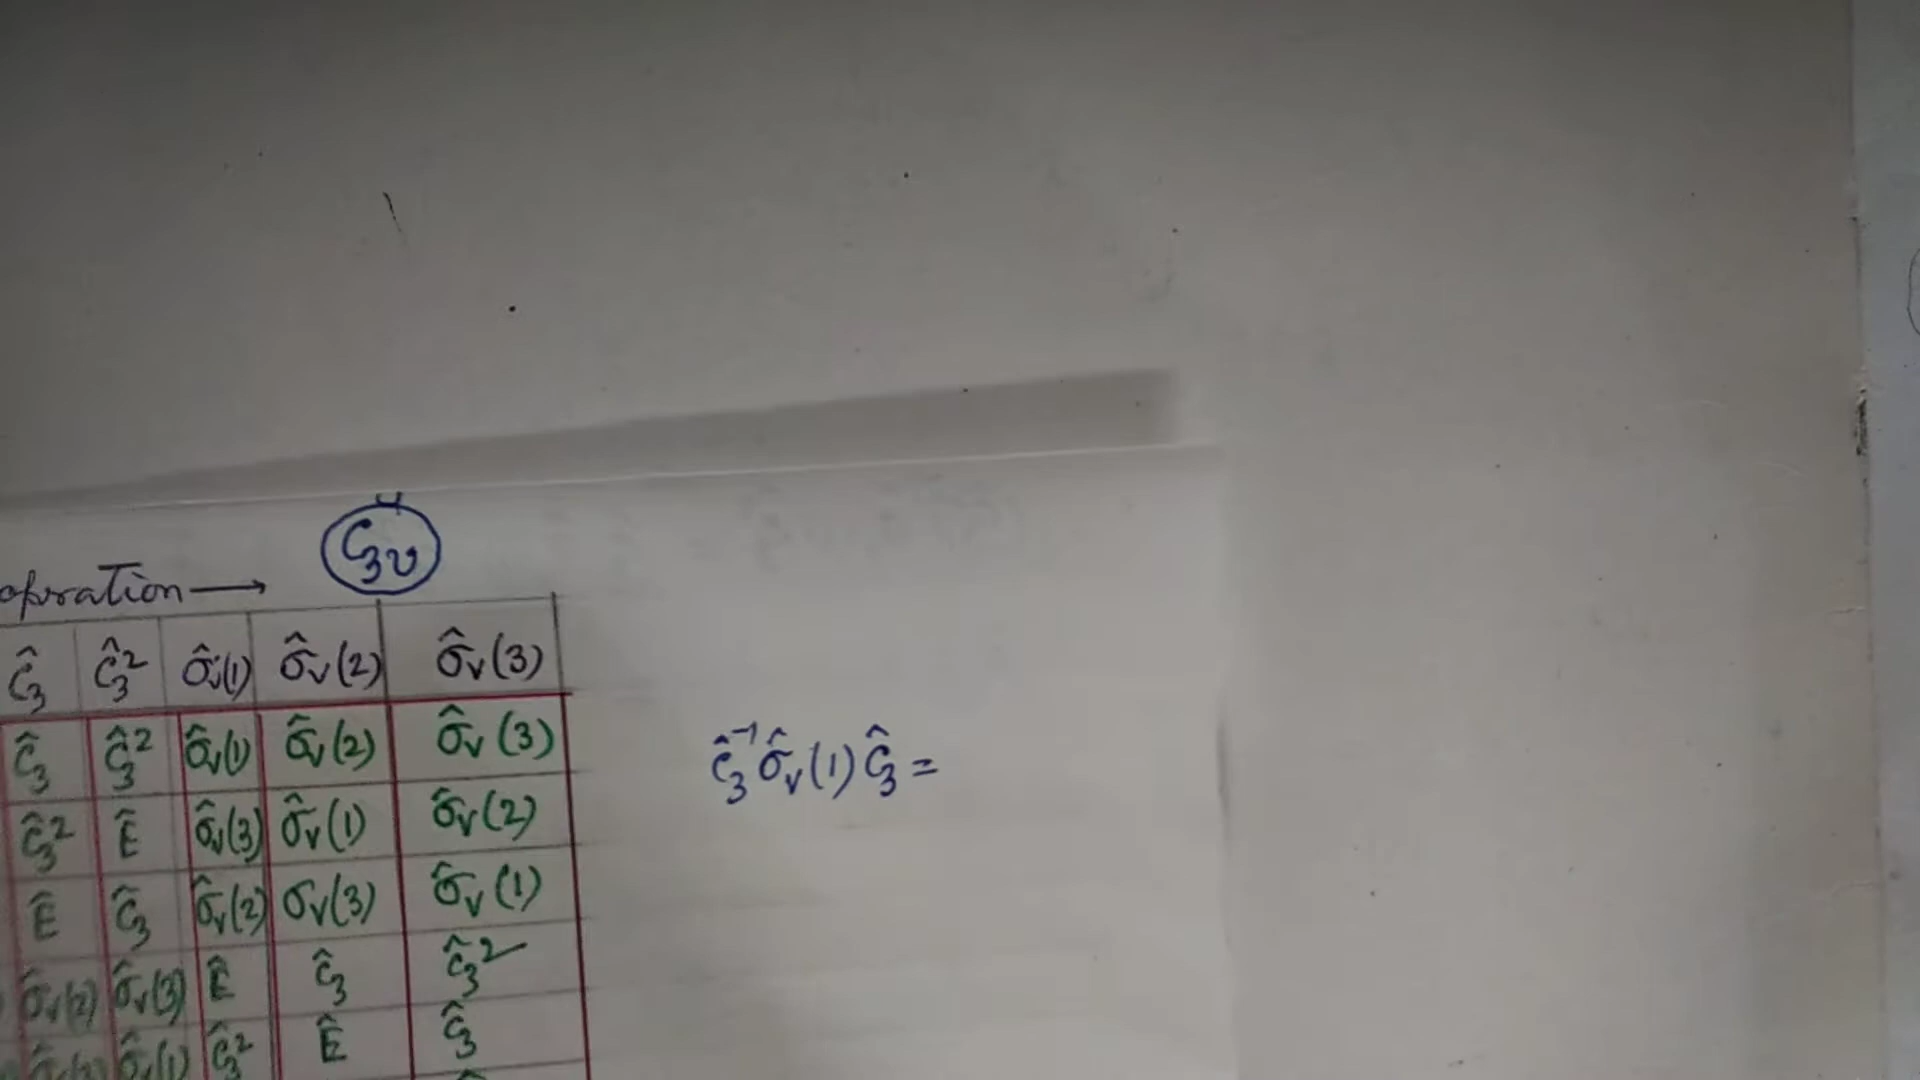 C₃ᵥ
operation →
Ĉ₃ Ĉ₃² σ̂ᵥ(1) σ̂ᵥ(2) σ̂ᵥ(3)
Ĉ₃ Ĉ₃² σ̂ᵥ(1) σ̂ᵥ(2) σ̂ᵥ(3)
Ĉ₃² Ê σ̂ᵥ(3) σ̂ᵥ(1) σ̂ᵥ(2)
Ê Ĉ₃ σ̂ᵥ(2) σᵥ(3) σ̂ᵥ(1)
σ̂ᵥ(2) σ̂ᵥ(3) Ê Ĉ₃ Ĉ₃²
σ̂ᵥ(1) Ĉ₃² Ê Ĉ₃
Ĉ₃⁻¹ σ̂ᵥ(1) Ĉ₃ =